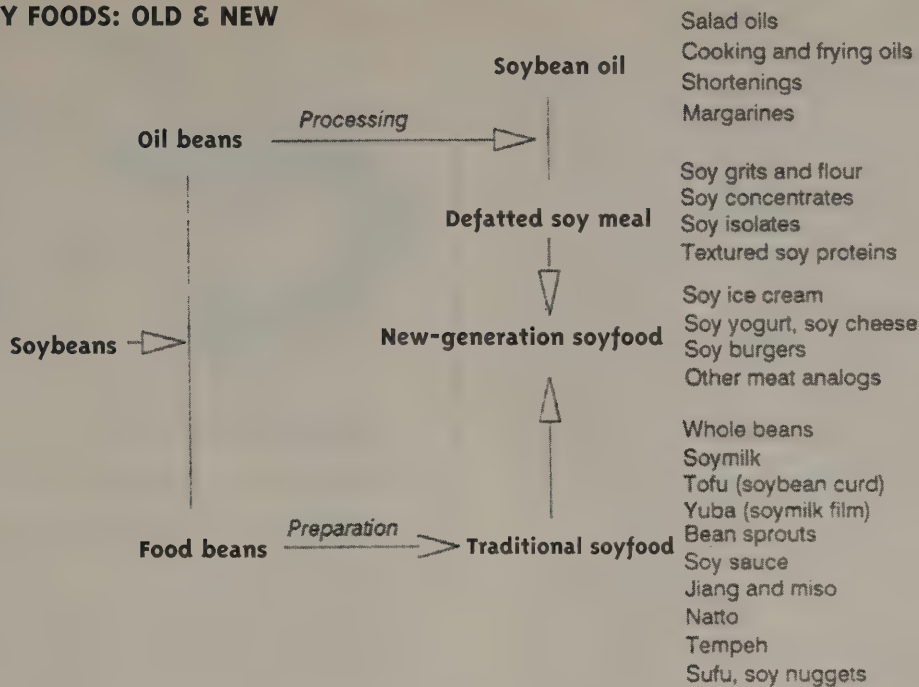 Y FOODS: OLD & NEW
Soybean oil
Salad oils
Cooking and frying oils
Shortenings
Margarines
Oil beans
Processing
Defatted soy meal
Soy grits and flour
Soy concentrates
Soy isolates
Textured soy proteins
Soybeans
New-generation soyfood
Soy ice cream
Soy yogurt, soy cheese
Soy burgers
Other meat analogs
Food beans
Preparation
Traditional soyfood
Whole beans
Soymilk
Tofu (soybean curd)
Yuba (soymilk film)
Bean sprouts
Soy sauce
Jiang and miso
Natto
Tempeh
Sufu, soy nuggets